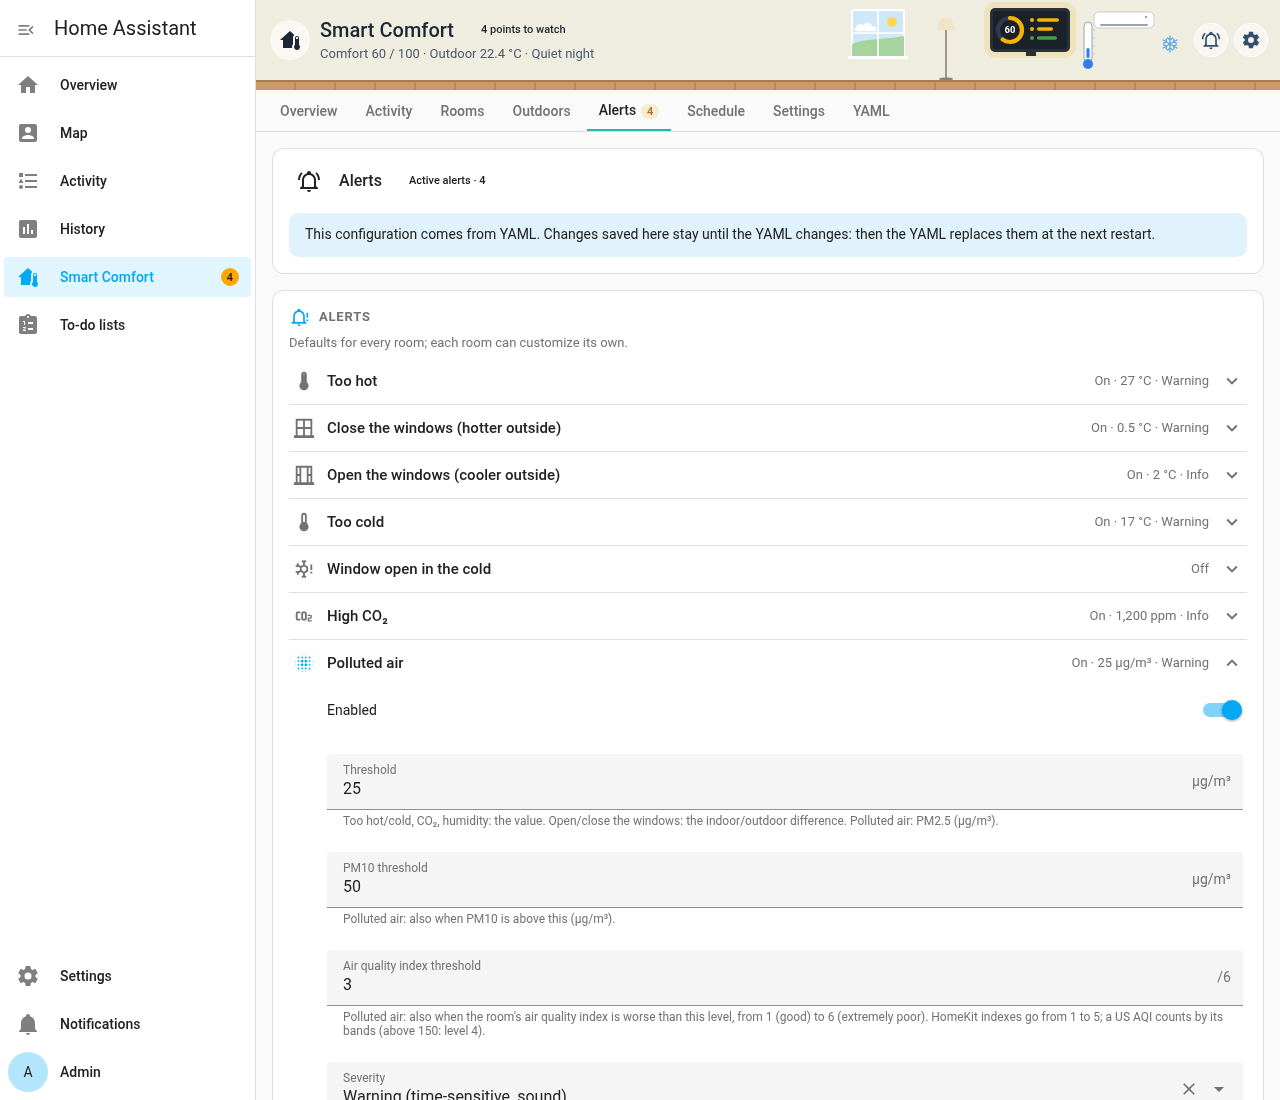 Home Assistant
Overview
Map
Activity
History
Smart Comfort
4
To-do lists
Settings
Notifications
A
Admin
Smart Comfort
4 points to watch
Comfort 60 / 100 · Outdoor 22.4 °C · Quiet night
60
Overview
Activity
Rooms
Outdoors
Alerts 4
Schedule
Settings
YAML
Alerts
Active alerts · 4
This configuration comes from YAML. Changes saved here stay until the YAML changes: then the YAML replaces them at the next restart.
ALERTS
Defaults for every room; each room can customize its own.
Too hot
On · 27 °C · Warning
Close the windows (hotter outside)
On · 0.5 °C · Warning
Open the windows (cooler outside)
On · 2 °C · Info
Too cold
On · 17 °C · Warning
Window open in the cold
Off
CO2
High CO₂
On · 1,200 ppm · Info
Polluted air
On · 25 µg/m³ · Warning
Enabled
Threshold
25
µg/m³
Too hot/cold, CO₂, humidity: the value. Open/close the windows: the indoor/outdoor difference. Polluted air: PM2.5 (µg/m³).
PM10 threshold
50
µg/m³
Polluted air: also when PM10 is above this (µg/m³).
Air quality index threshold
3
/6
Polluted air: also when the room's air quality index is worse than this level, from 1 (good) to 6 (extremely poor). HomeKit indexes go from 1 to 5; a US AQI counts by its
bands (above 150: level 4).
Severity
Warning (time-sensitive, sound)